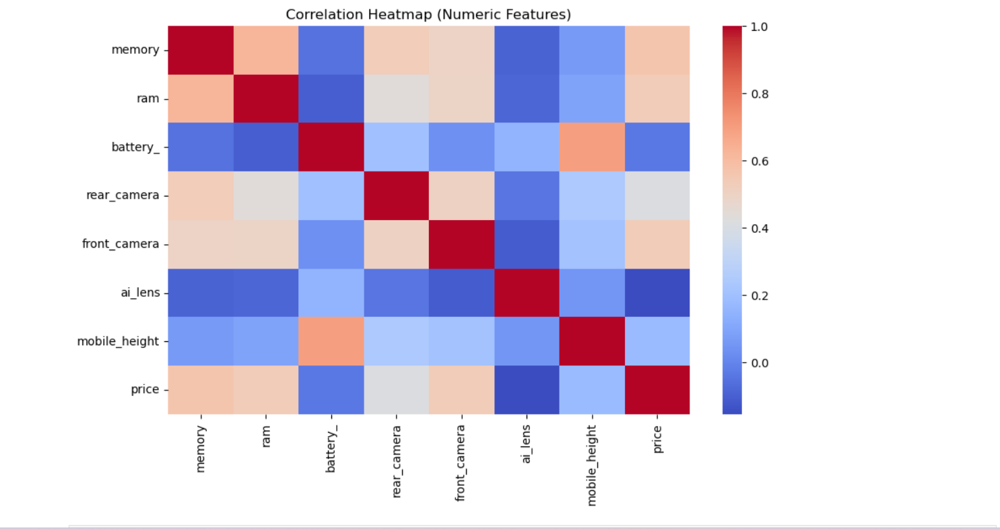 Correlation Heatmap (Numeric Features)
memory
ram
battery_
rear_camera
front_camera
ai_lens
mobile_height
price
memory
ram
battery_
rear_camera
front_camera
ai_lens
mobile_height
price
1.0
0.8
0.6
0.4
0.2
0.0